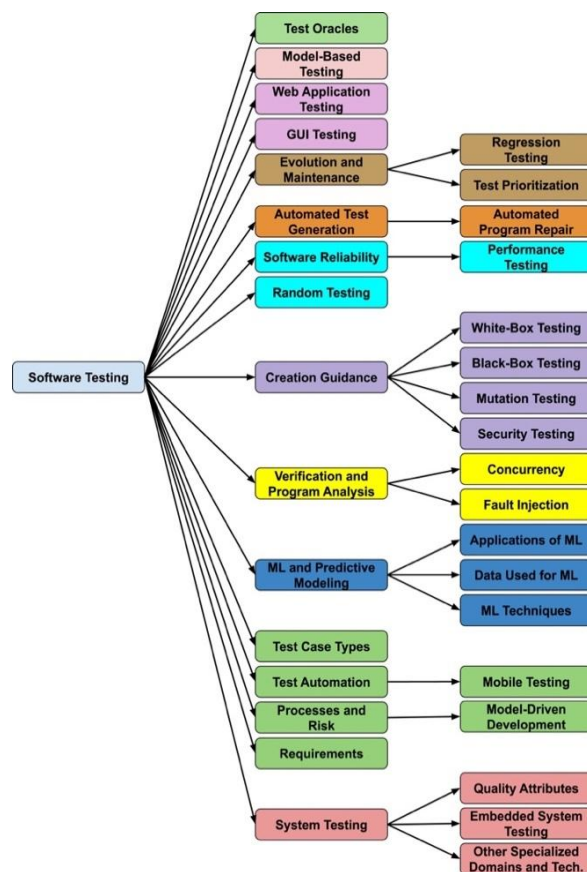 Test Oracles
Model-Based
Testing
Web Application
Testing
GUI Testing
Evolution and
Maintenance
Regression
Testing
Test Prioritization
Automated Test
Generation
Automated
Program Repair
Software Reliability
Performance
Testing
Random Testing
Software Testing
Creation Guidance
White-Box Testing
Black-Box Testing
Mutation Testing
Security Testing
Verification and
Program Analysis
Concurrency
Fault Injection
ML and Predictive
Modeling
Applications of ML
Data Used for ML
ML Techniques
Test Case Types
Test Automation
Mobile Testing
Processes and
Risk
Model-Driven
Development
Requirements
System Testing
Quality Attributes
Embedded System
Testing
Other Specialized
Domains and Tech.